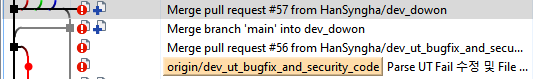 Merge pull request #57 from HanSyngha/dev_dowon
Merge branch 'main' into dev_dowon
Merge pull request #56 from HanSyngha/dev_ut_bugfix_and_secu...
origin/dev_ut_bugfix_and_security_code Parse UT Fail 수정 및 File ...